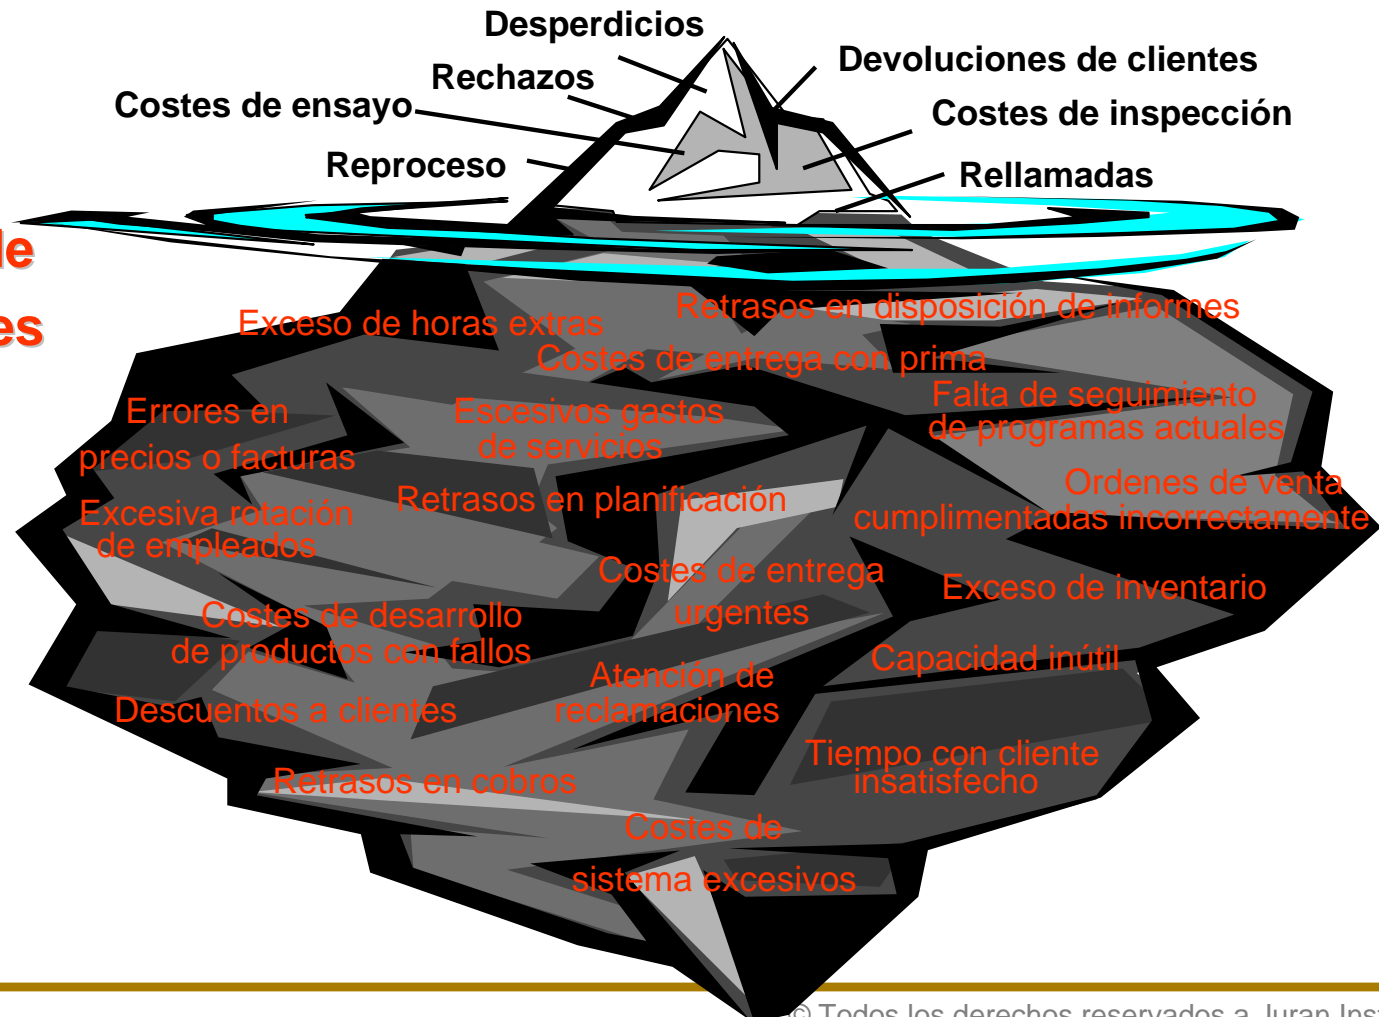 Desperdicios
Devoluciones de clientes
Rechazos
Costes de ensayo
Costes de inspección
Reproceso
Rellamadas
Retrasos en disposición de informes
Exceso de horas extras
Costes de entrega con prima
Falta de seguimiento
de programas actuales
Errores en
precios o facturas
Escesivos gastos
de servicios
Ordenes de venta
cumplimentadas incorrectamente
Retrasos en planificación
Excesiva rotación
de empleados
Costes de entrega
urgentes
Exceso de inventario
Costes de desarrollo
de productos con fallos
Capacidad inútil
Atención de
reclamaciones
Descuentos a clientes
Tiempo con cliente
insatisfecho
Retrasos en cobros
Costes de
sistema excesivos
© Todos los derechos reservados a Juran